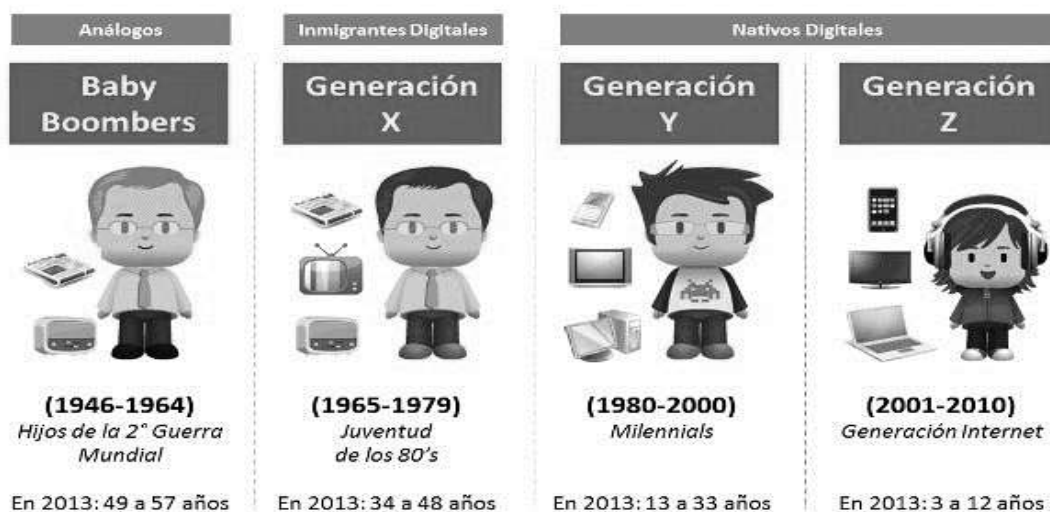 Análogos
Inmigrantes Digitales
Nativos Digitales
Baby
Boombers
Generación
X
Generación
Y
Generación
Z
(1946-1964)
Hijos de la 2° Guerra
Mundial
(1965-1979)
Juventud
de los 80’s
(1980-2000)
Milennials
(2001-2010)
Generación Internet
En 2013: 49 a 57 años
En 2013: 34 a 48 años
En 2013: 13 a 33 años
En 2013: 3 a 12 años